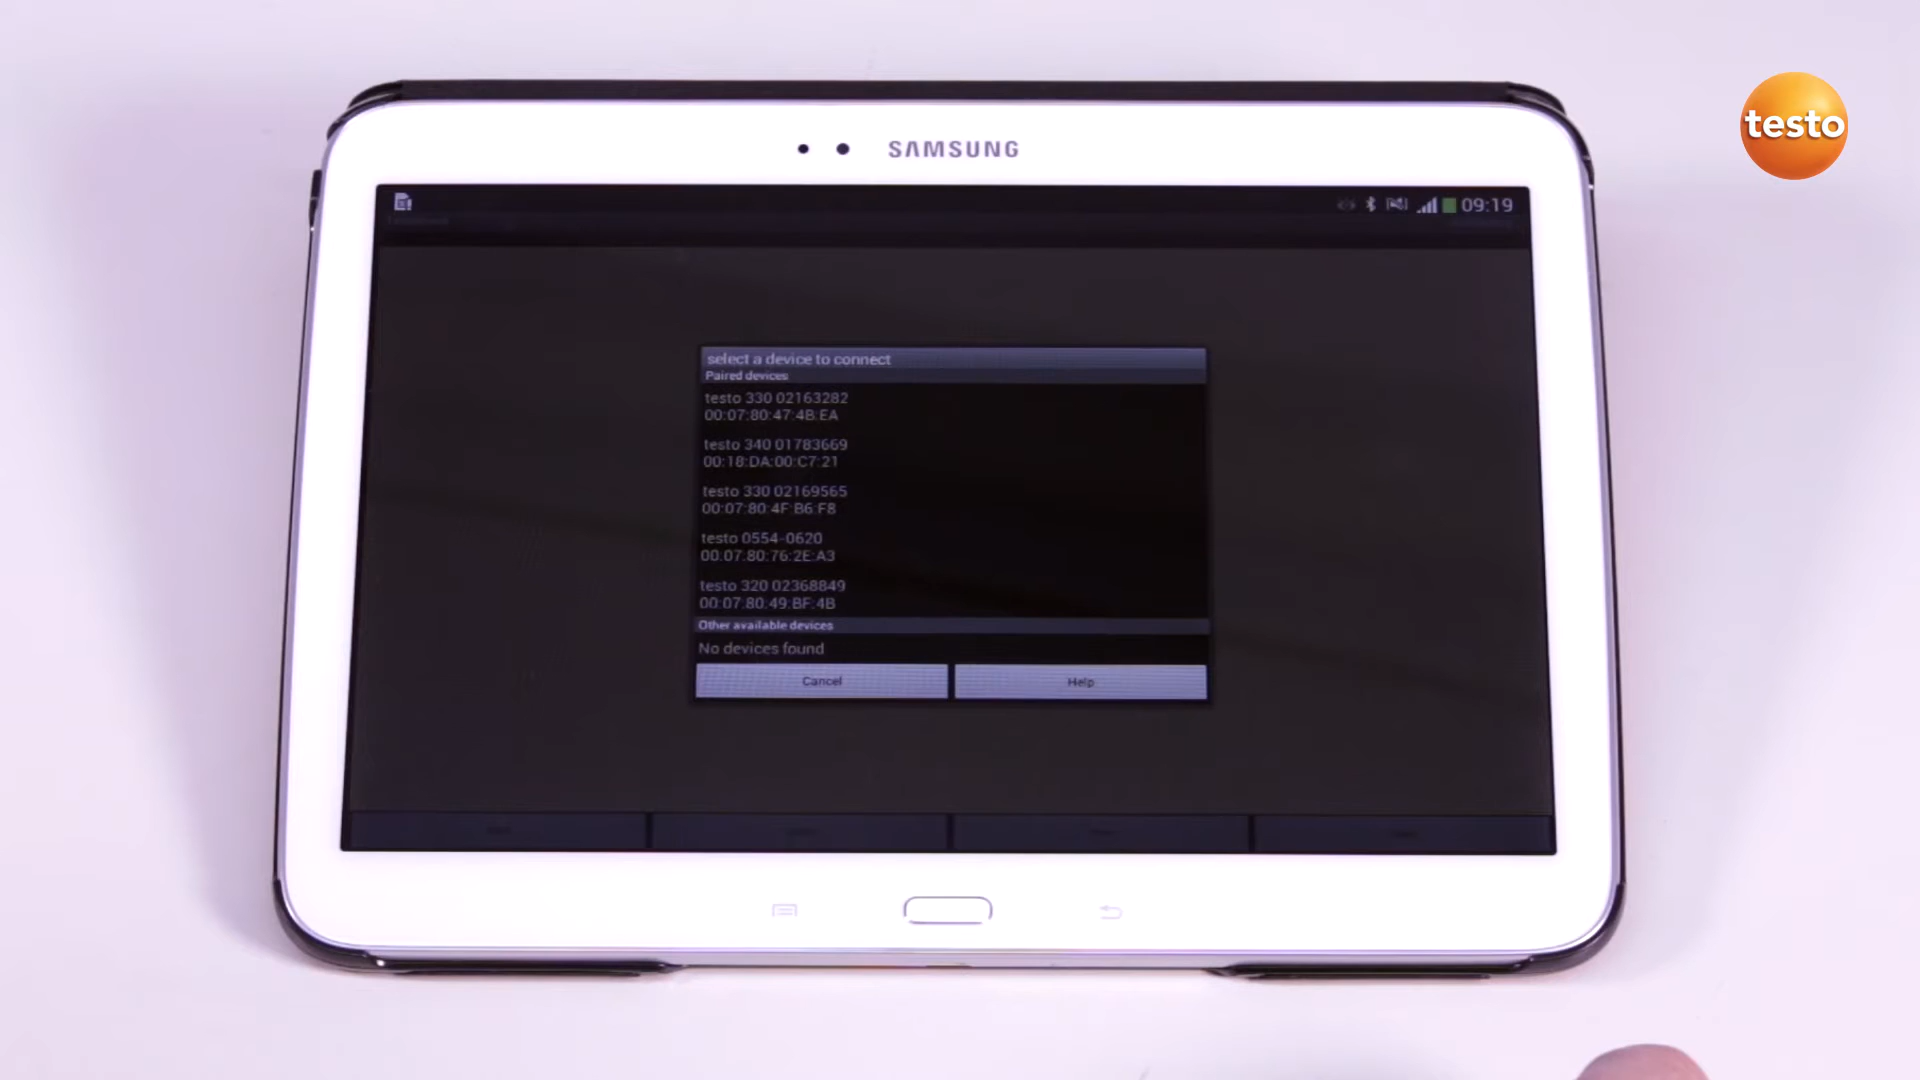 SAMSUNG
testo
09:19
select a device to connect
Paired devices
testo 330 02163282
00:07:80:47:4B:EA
testo 340 01783669
00:18:DA:00:C7:21
testo 330 02169565
00:07:80:4F:B6:F8
testo 0554-0620
00:07:80:76:2E:A3
testo 320 02368849
00:07:80:49:BF:4B
Other available devices
No devices found
Cancel
Help